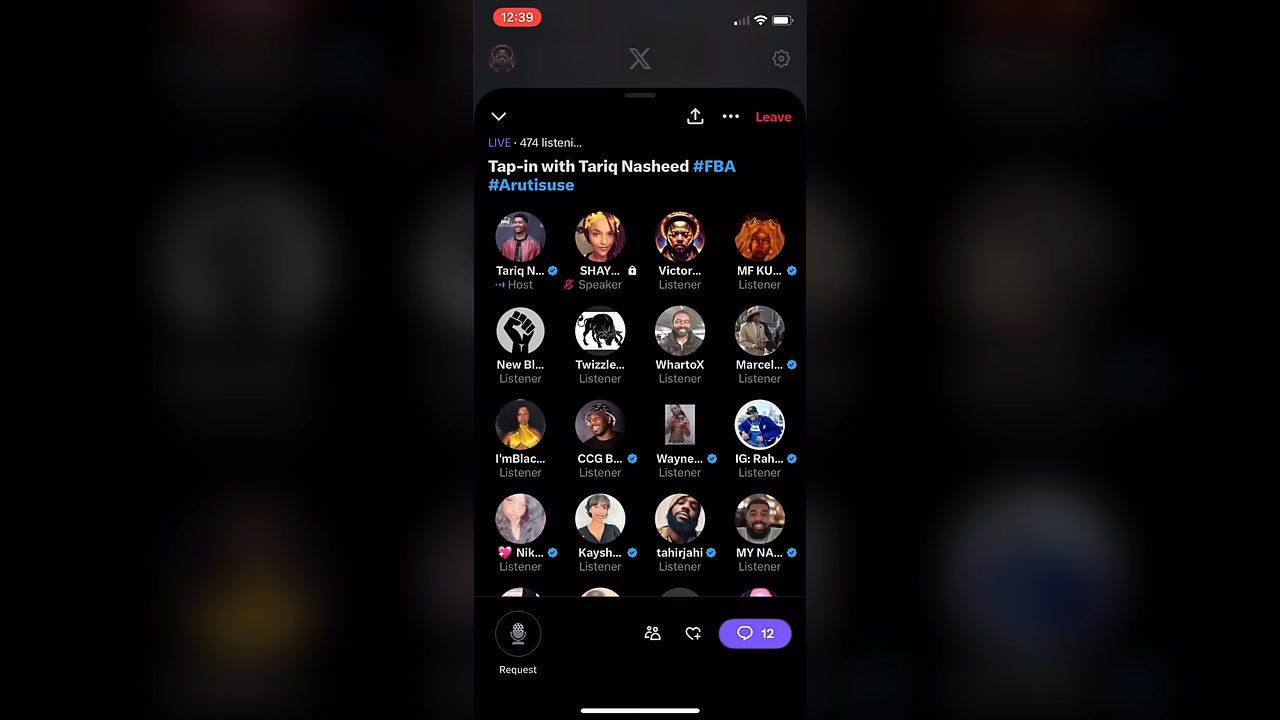 12:39
Leave
LIVE · 474 listeni...
Tap-in with Tariq Nasheed #FBA
#Arutisuse
Tariq N... SHAY... Victor... MF KU...
Host Speaker Listener Listener
New Bl... Twizzle... WhartoX Marcel...
Listener Listener Listener Listener
I'mBlac... CCG B... Wayne... IG: Rah...
Listener Listener Listener Listener
💖 Nik... Kaysh... tahirjahi MY NA...
Listener Listener Listener Listener
12
Request